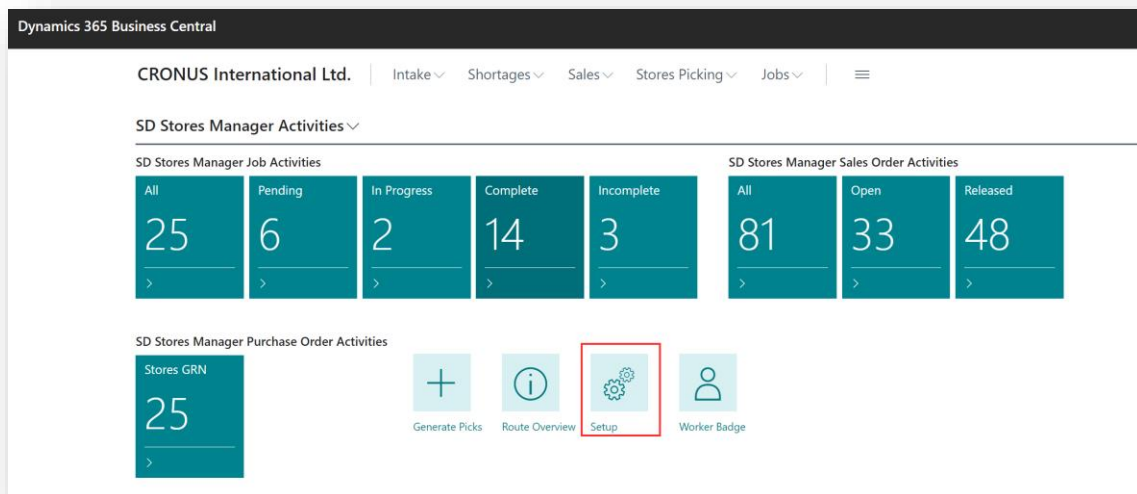 Dynamics 365 Business Central
CRONUS International Ltd. Intake Shortages Sales Stores Picking Jobs
SD Stores Manager Activities
SD Stores Manager Job Activities SD Stores Manager Sales Order Activities
All Pending In Progress Complete Incomplete All Open Released
25 6 2 14 3 81 33 48
SD Stores Manager Purchase Order Activities
Stores GRN
25
Generate Picks Route Overview Setup Worker Badge